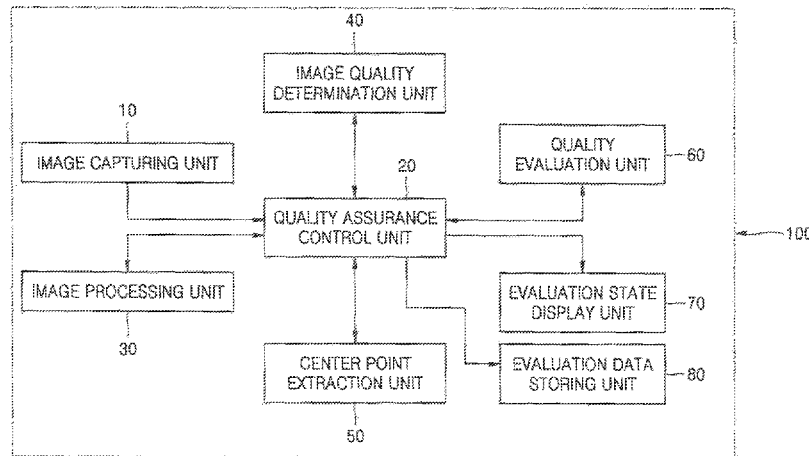 40
IMAGE QUALITY
DETERMINATION UNIT
10
IMAGE CAPTURING UNIT
QUALITY
EVALUATION UNIT
60
20
QUALITY ASSURANCE
CONTROL UNIT
100
IMAGE PROCESSING UNIT
30
EVALUATION STATE
DISPLAY UNIT
70
CENTER POINT
EXTRACTION UNIT
50
EVALUATION DATA
STORING UNIT
80